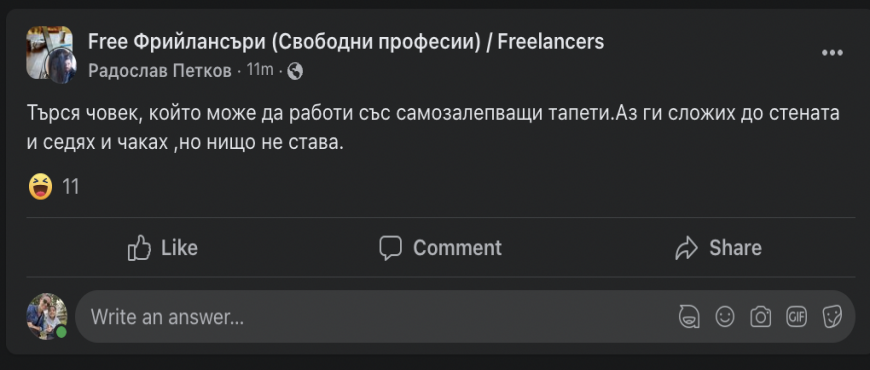 Free Фрийлансъри (Свободни професии) / Freelancers
Радослав Петков · 11m ·
Търся човек, който може да работи със самозалепващи тапети.Аз ги сложих до стената
и седях и чаках ,но нищо не става.
11
Like Comment Share
Write an answer...
GIF